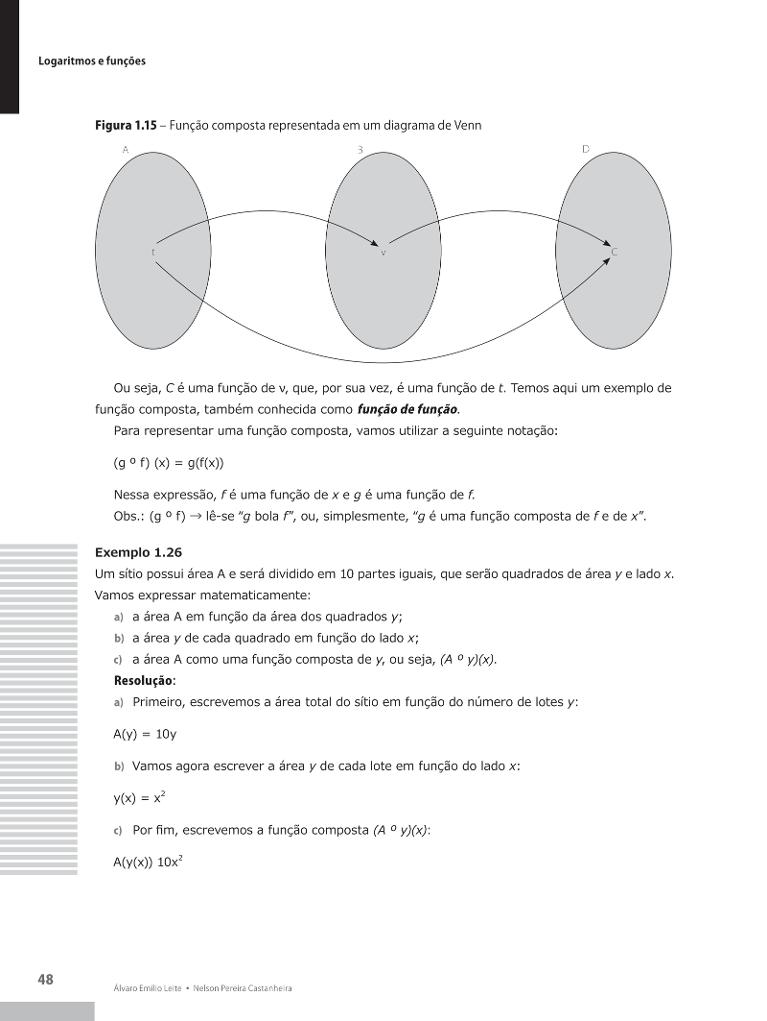 Logaritmos e funções
Figura 1.15 – Função composta representada em um diagrama de Venn
A
3
D
t
v
C
Ou seja, C é uma função de v, que, por sua vez, é uma função de t. Temos aqui um exemplo de
função composta, também conhecida como função de função.
Para representar uma função composta, vamos utilizar a seguinte notação:
(g º f) (x) = g(f(x))
Nessa expressão, f é uma função de x e g é uma função de f.
Obs.: (g º f) → lê-se “g bola f”, ou, simplesmente, “g é uma função composta de f e de x”.
Exemplo 1.26
Um sítio possui área A e será dividido em 10 partes iguais, que serão quadrados de área y e lado x.
Vamos expressar matematicamente:
a) a área A em função da área dos quadrados y;
b) a área y de cada quadrado em função do lado x;
c) a área A como uma função composta de y, ou seja, (A º y)(x).
Resolução:
a) Primeiro, escrevemos a área total do sítio em função do número de lotes y:
A(y) = 10y
b) Vamos agora escrever a área y de cada lote em função do lado x:
y(x) = x²
c) Por fim, escrevemos a função composta (A º y)(x):
A(y(x)) 10x²
48
Álvaro Emílio Leite • Nelson Pereira Castanheira